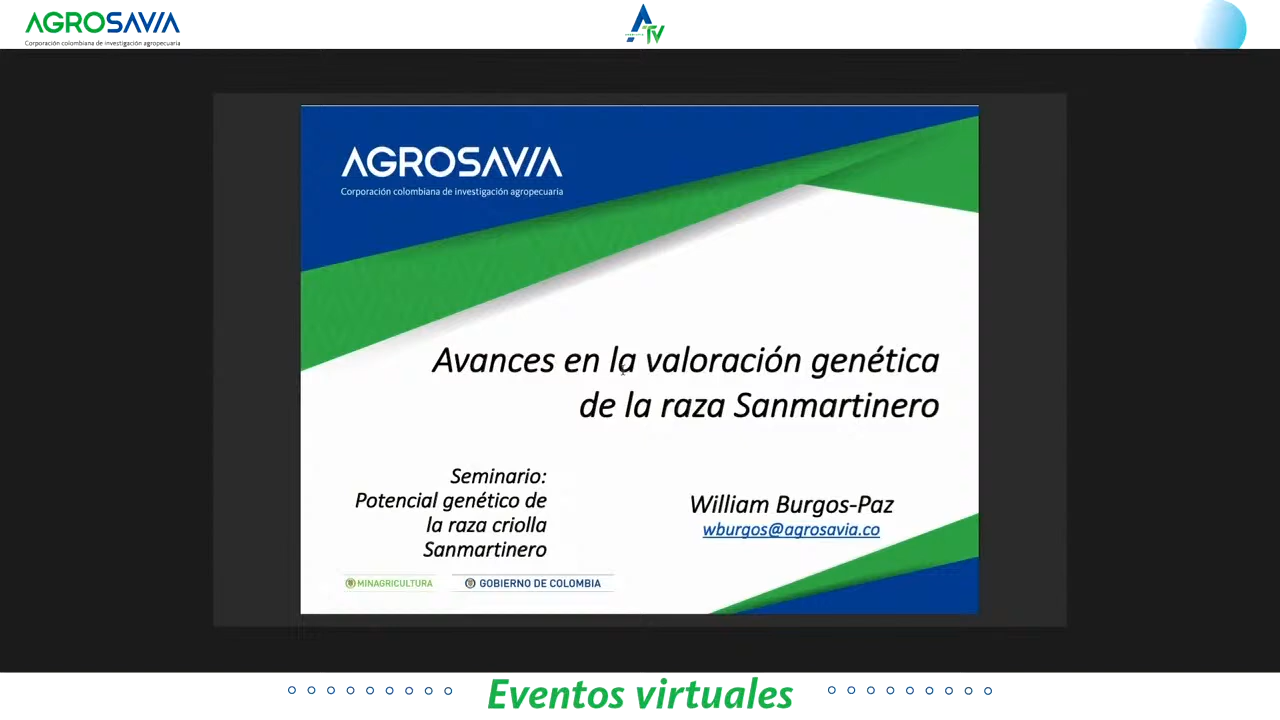 AGROSAVIA
Corporación colombiana de investigación agropecuaria
ATV
AGROSAVIA
Corporación colombiana de investigación agropecuaria
Avances en la valoración genética
de la raza Sanmartinero
Seminario:
Potencial genético de
la raza criolla
Sanmartinero
William Burgos-Paz
wburgos@agrosavia.co
MINAGRICULTURA
GOBIERNO DE COLOMBIA
Eventos virtuales